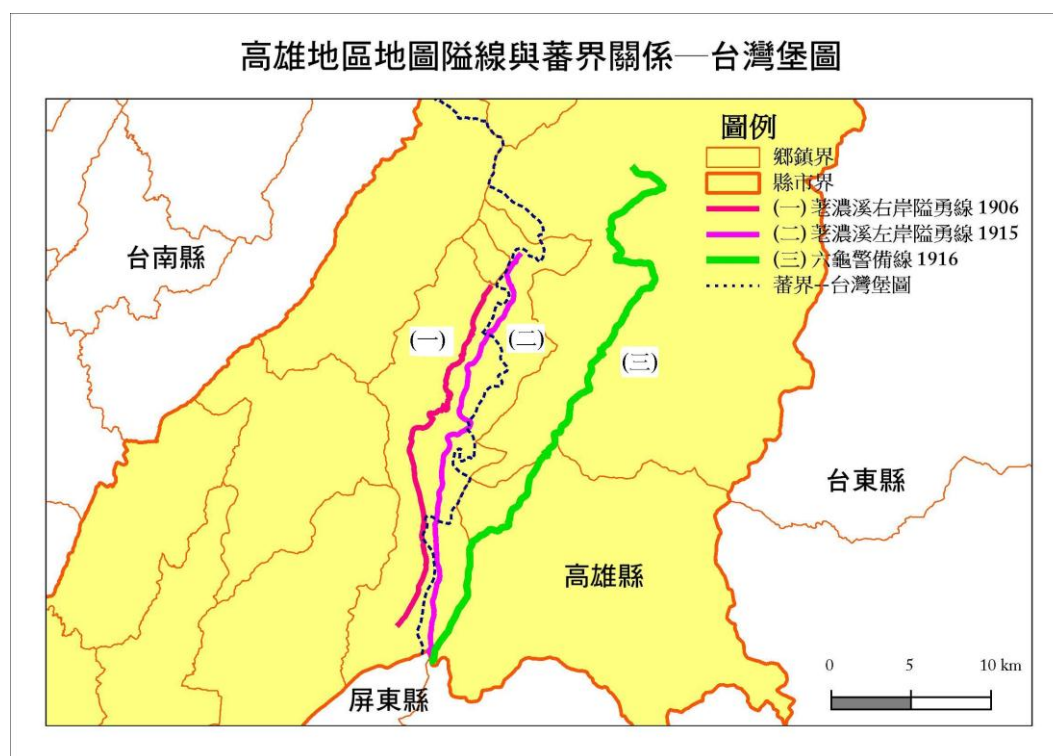 高雄地區地圖隘線與蕃界關係─台灣堡圖
圖例
鄉鎮界
縣市界
(一) 荖濃溪右岸隘勇線 1906
(二) 荖濃溪左岸隘勇線 1915
(三) 六龜警備線 1916
蕃界─台灣堡圖
台南縣
(一)
(二)
(三)
台東縣
高雄縣
屏東縣
0 5 10 km